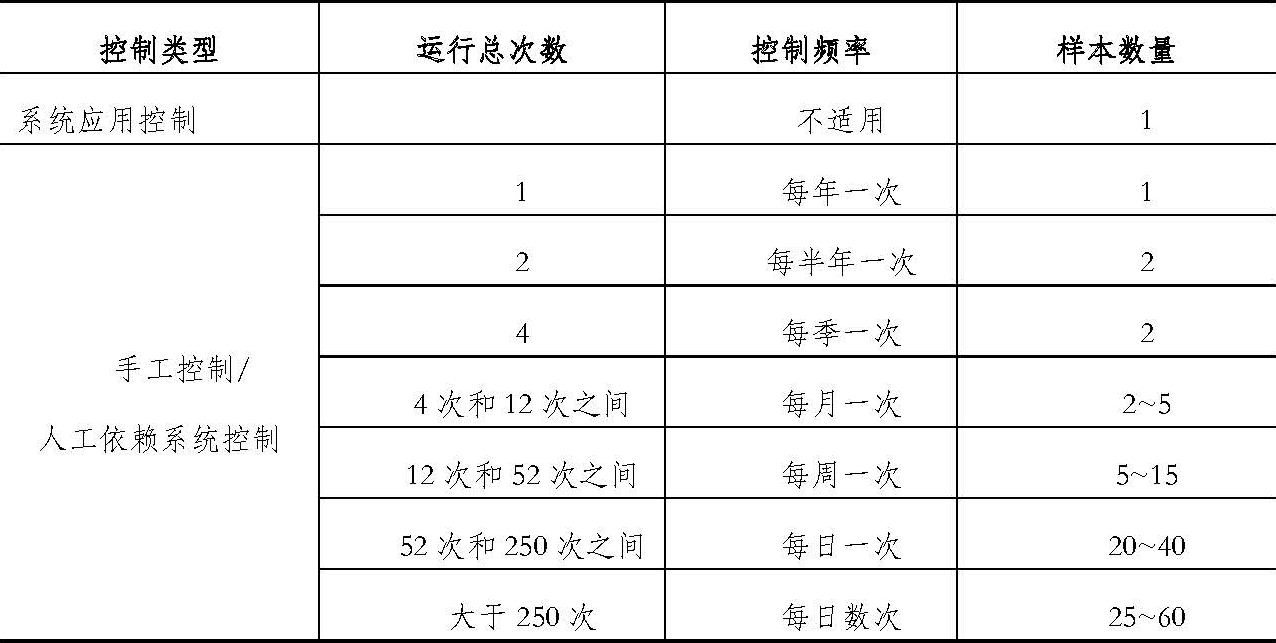 控制类型 运行总次数 控制频率 样本数量
系统应用控制 不适用 1
1 每年一次 1
2 每半年一次 2
4 每季一次 2
手工控制/
人工依赖系统控制
4 次和 12 次之间 每月一次 2~5
12 次和 52 次之间 每周一次 5~15
52 次和 250 次之间 每日一次 20~40
大于 250 次 每日数次 25~60